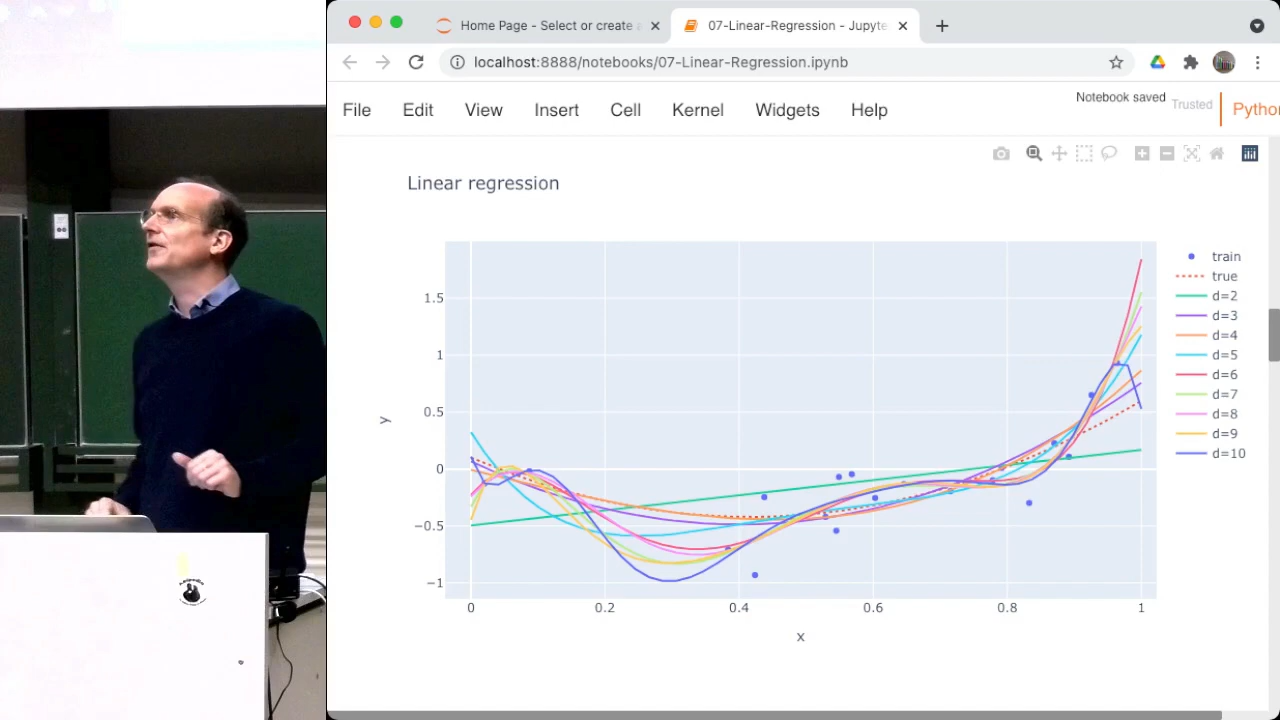 Home Page - Select or create a
07-Linear-Regression - Jupyte
localhost:8888/notebooks/07-Linear-Regression.ipynb
File Edit View Insert Cell Kernel Widgets Help
Notebook saved Trusted Python
Linear regression
train
true
d=2
d=3
d=4
d=5
d=6
d=7
d=8
d=9
d=10
1.5
1
0.5
0
−0.5
−1
y
0 0.2 0.4 0.6 0.8 1
x